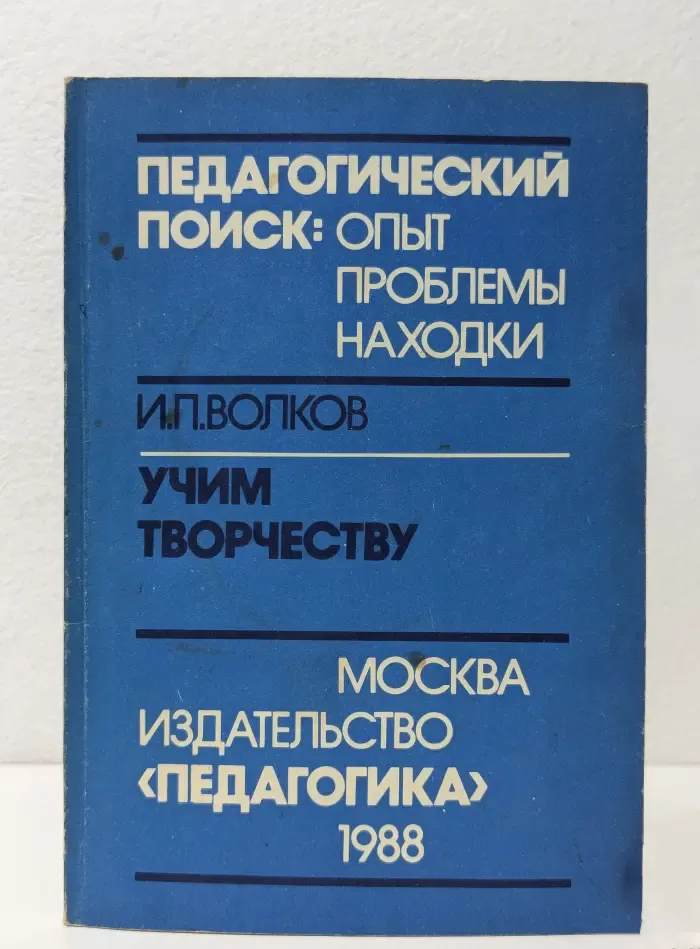 ПЕДАГОГИЧЕСКИЙ
ПОИСК: ОПЫТ
ПРОБЛЕМЫ
НАХОДКИ
И.П.ВОЛКОВ
УЧИМ
ТВОРЧЕСТВУ
МОСКВА
ИЗДАТЕЛЬСТВО
‹ПЕДАГОГИКА›
1988